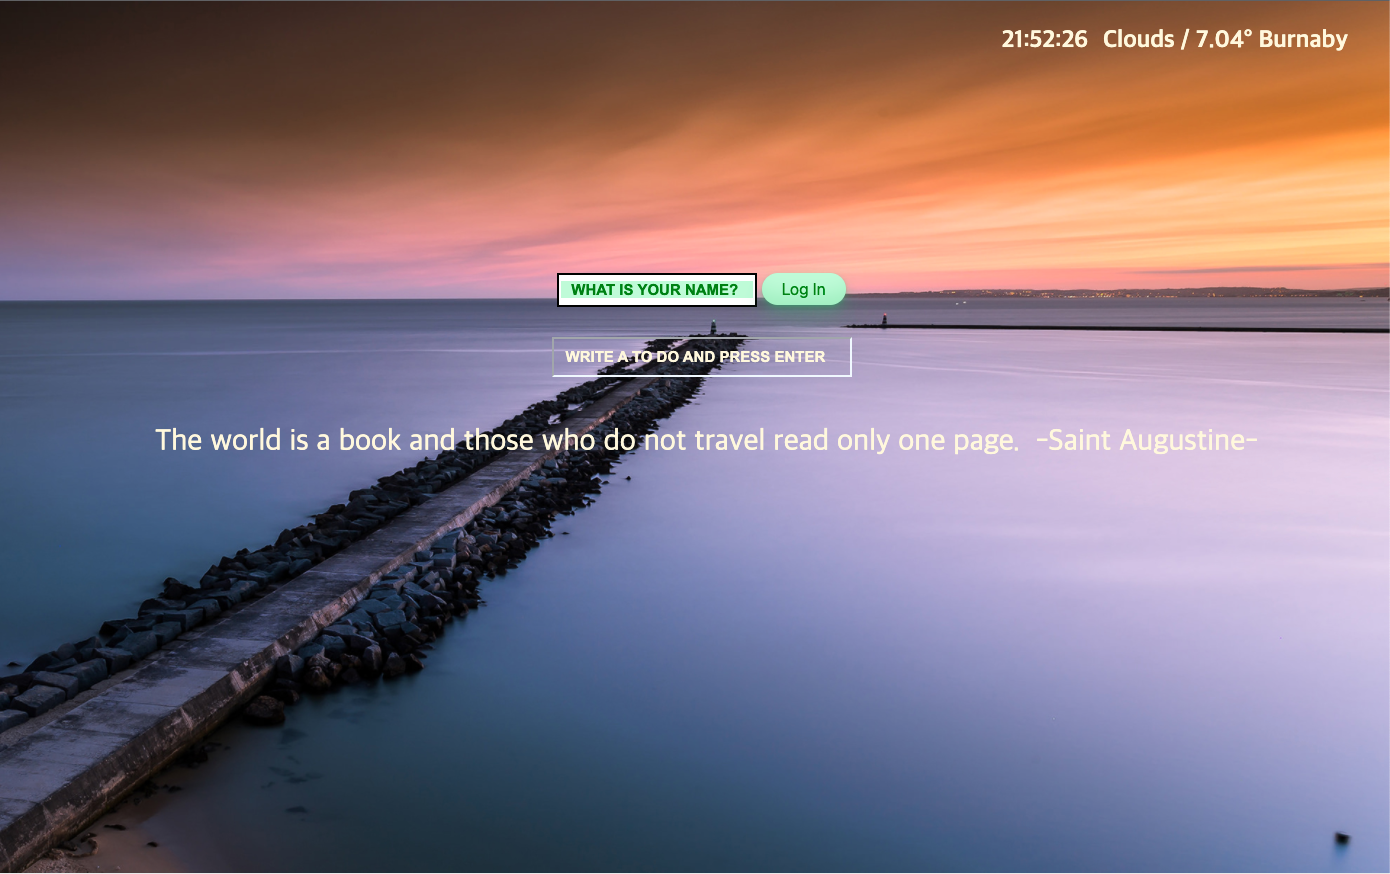 21:52:26 Clouds / 7.04° Burnaby
WHAT IS YOUR NAME? Log In
WRITE A TO DO AND PRESS ENTER
The world is a book and those who do not travel read only one page. -Saint Augustine-